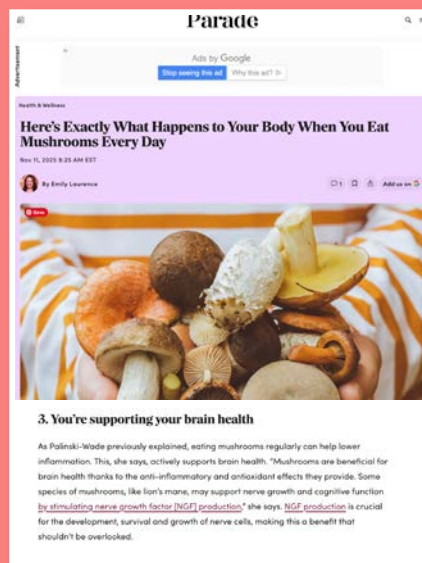 Parade
Advertisement
Ads by Google
Stop seeing this ad
Why this ad?
Health & Wellness
Here's Exactly What Happens to Your Body When You Eat
Mushrooms Every Day
Nov 11, 2025 8:25 AM EST
By Emily Laurence
1
Add us on
Save
3. You're supporting your brain health
As Palinski-Wade previously explained, eating mushrooms regularly can help lower
inflammation. This, she says, actively supports brain health. "Mushrooms are beneficial for
brain health thanks to the anti-inflammatory and antioxidant effects they provide. Some
species of mushrooms, like lion's mane, may support nerve growth and cognitive function
by stimulating nerve growth factor [NGF] production," she says. NGF production is crucial
for the development, survival and growth of nerve cells, making this a benefit that
shouldn't be overlooked.